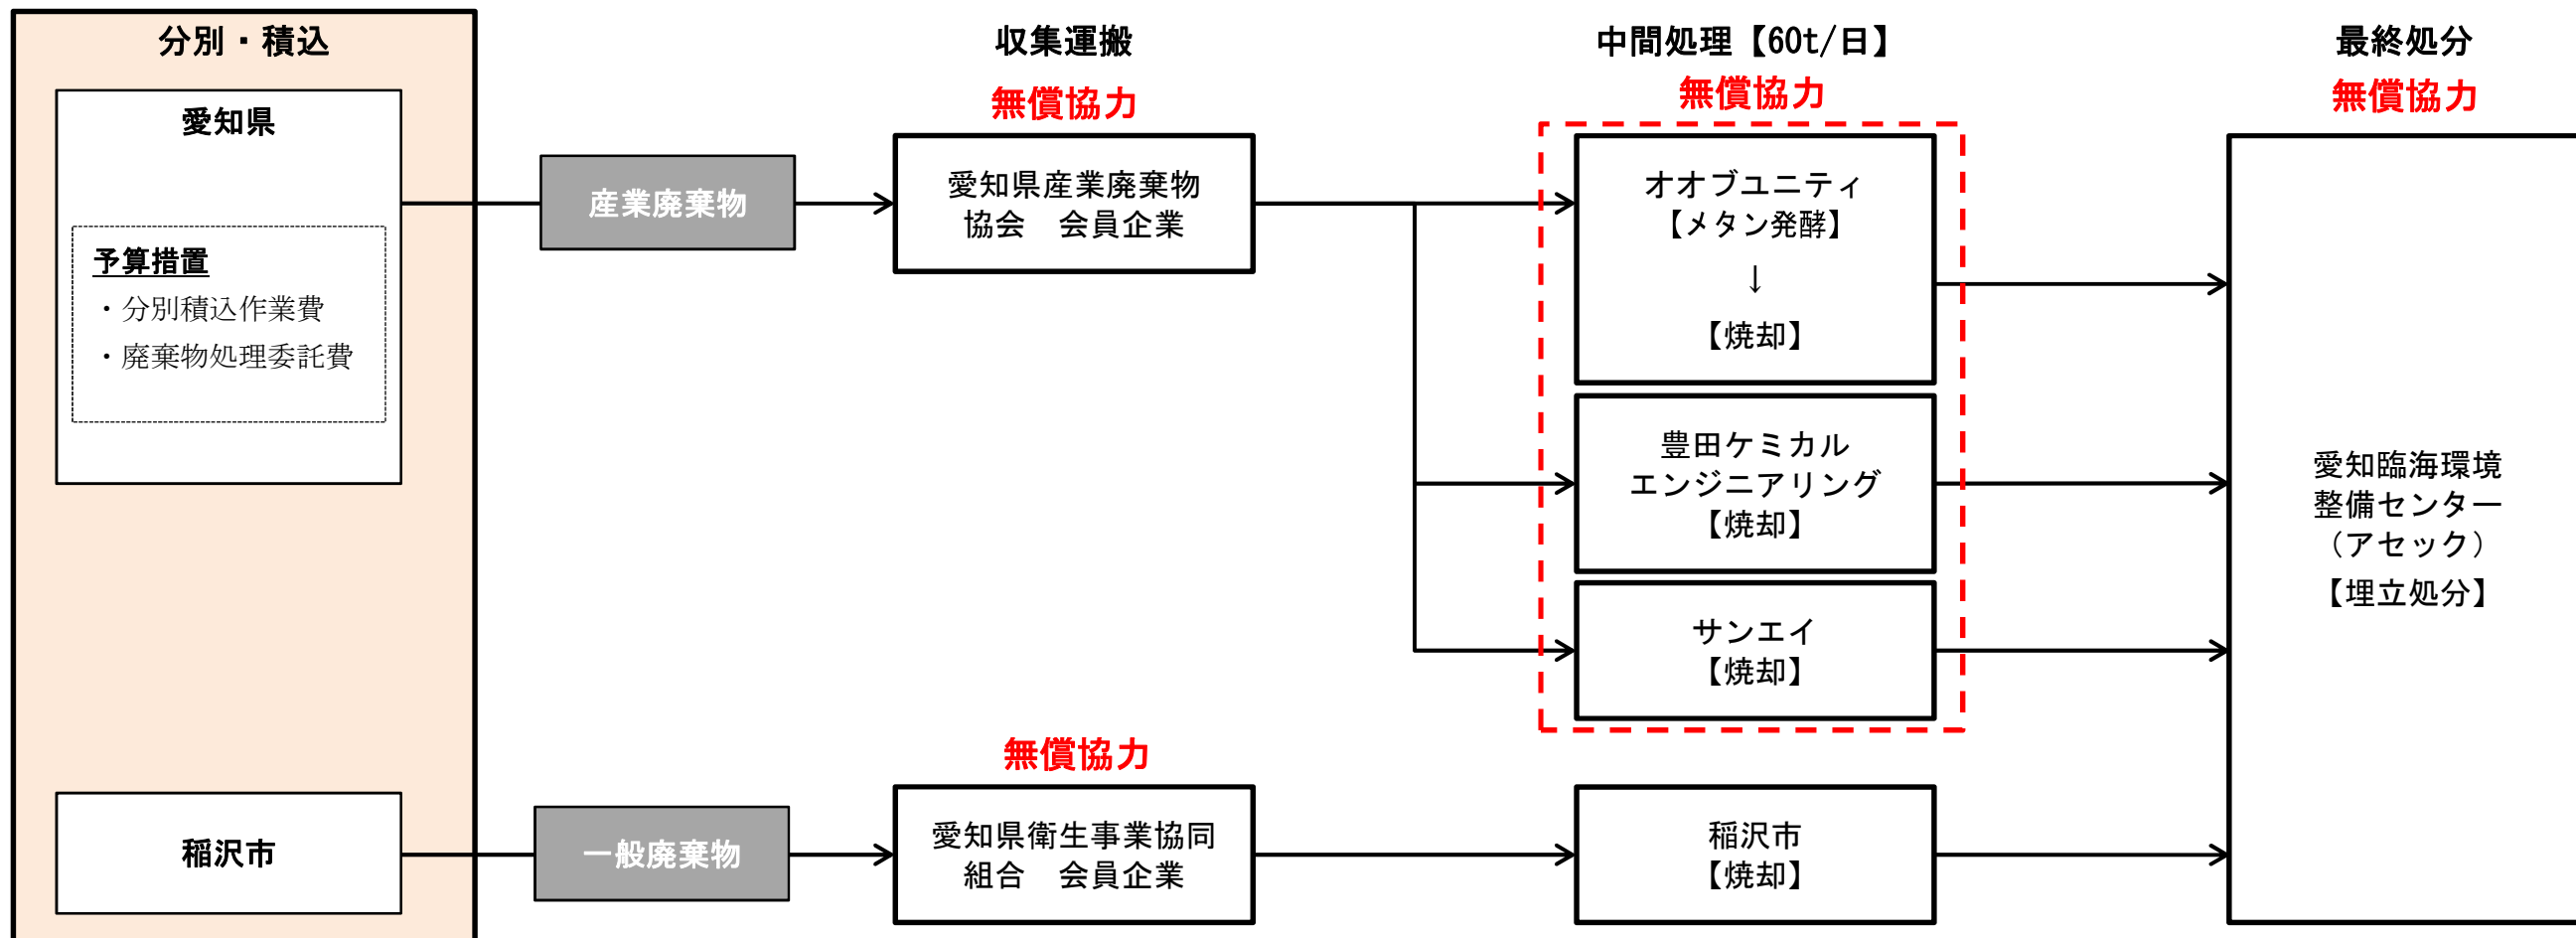 分別・積込
愛知県
予算措置
・分別積込作業費
・廃棄物処理委託費
稲沢市
産業廃棄物
一般廃棄物
収集運搬
無償協力
愛知県産業廃棄物
協会　会員企業
無償協力
愛知県衛生事業協同
組合　会員企業
中間処理【60t/日】
無償協力
オオブユニティ
【メタン発酵】
↓
【焼却】
豊田ケミカル
エンジニアリング
【焼却】
サンエイ
【焼却】
稲沢市
【焼却】
最終処分
無償協力
愛知臨海環境
整備センター
（アセック）
【埋立処分】